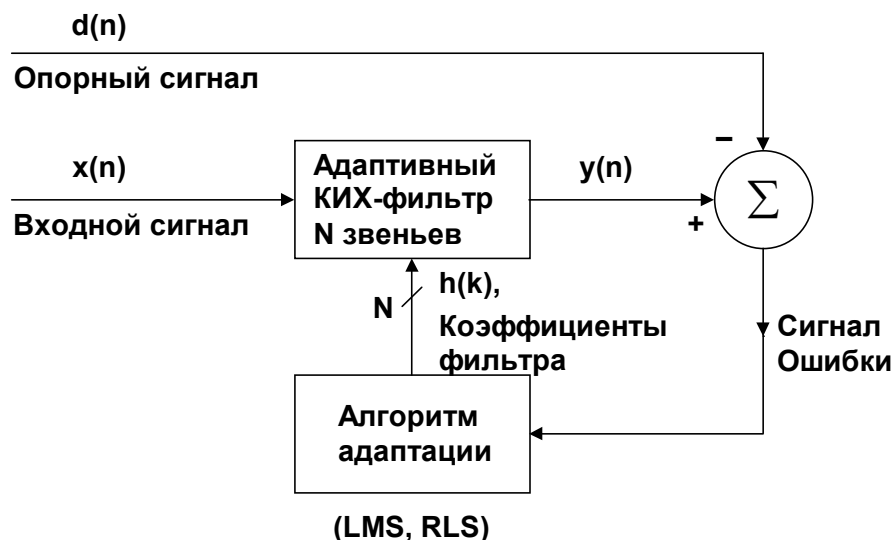 d(n)
Опорный сигнал
x(n)
Входной сигнал
Адаптивный
КИХ-фильтр
N звеньев
y(n)
–
+
Σ
N
h(k),
Коэффициенты
фильтра
Сигнал
Ошибки
Алгоритм
адаптации
(LMS, RLS)